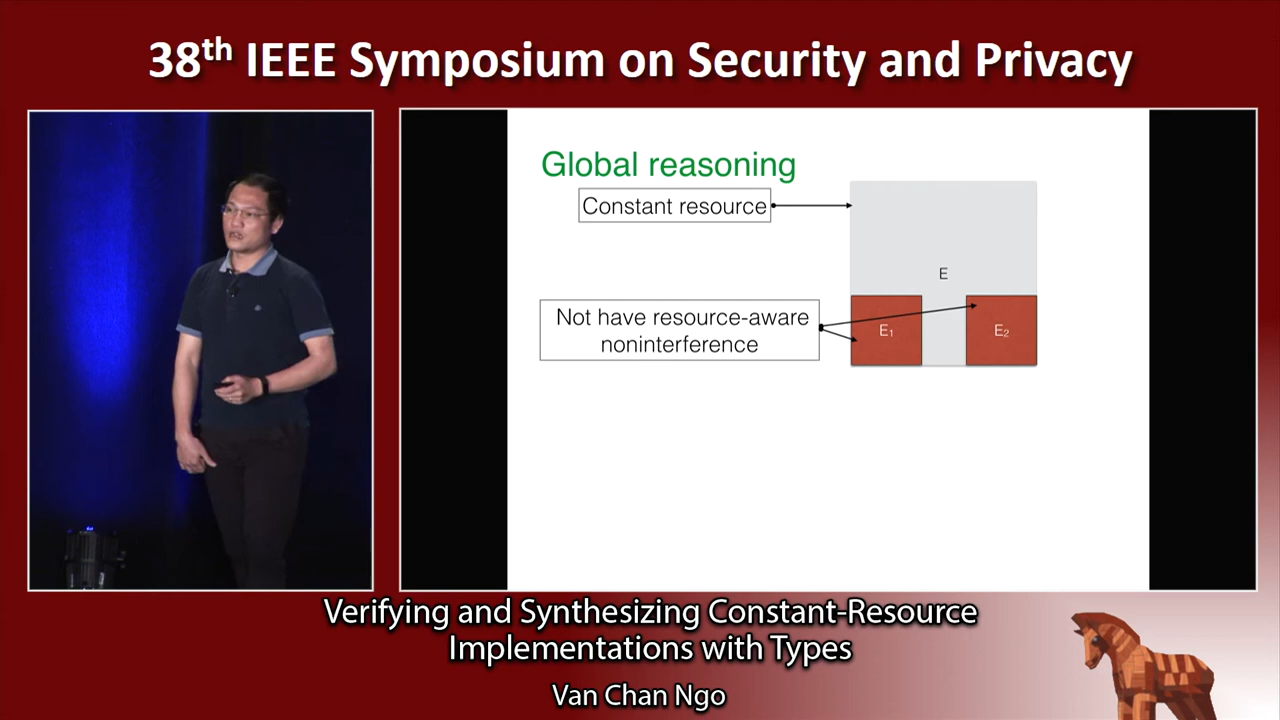 38th IEEE Symposium on Security and Privacy
Global reasoning
Constant resource
E
Not have resource-aware
noninterference
E1
E2
Verifying and Synthesizing Constant-Resource
Implementations with Types
Van Chan Ngo